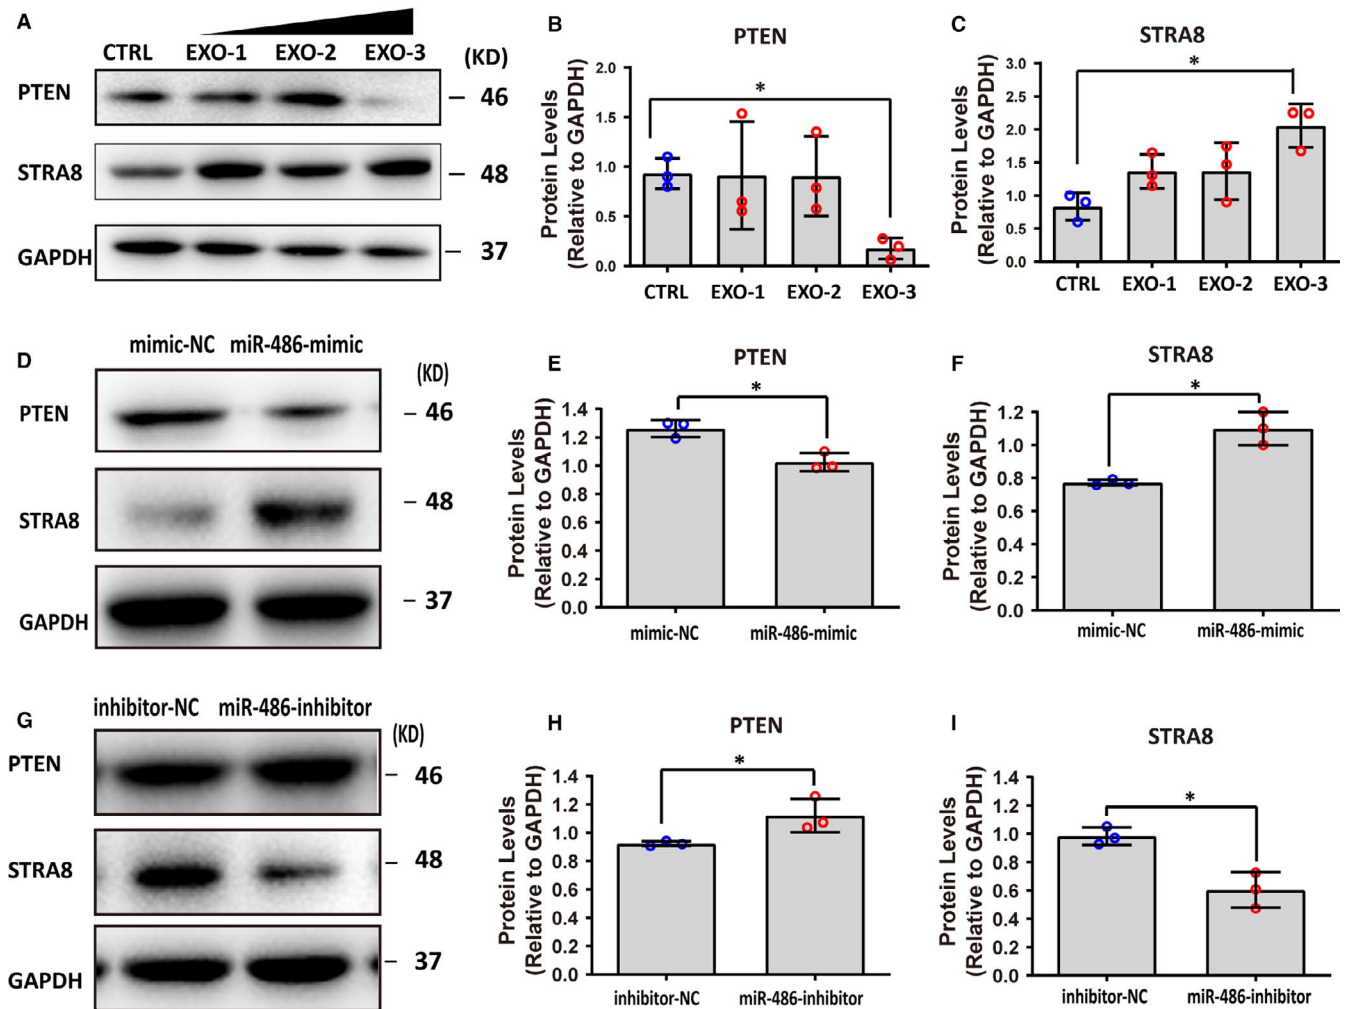 A
CTRL EXO-1 EXO-2 EXO-3 (KD)
PTEN – 46
STRA8 – 48
GAPDH – 37
B
PTEN
Protein Levels
(Relative to GAPDH)
2.0
1.5
1.0
0.5
0.0
*
CTRL EXO-1 EXO-2 EXO-3
C
STRA8
Protein Levels
(Relative to GAPDH)
3.0
2.5
2.0
1.5
1.0
0.5
0.0
*
CTRL EXO-1 EXO-2 EXO-3
D
mimic-NC miR-486-mimic
(KD)
PTEN – 46
STRA8 – 48
GAPDH – 37
E
PTEN
Protein Levels
(Relative to GAPDH)
1.4
1.2
1.0
0.8
0.6
0.4
0.2
0.0
*
mimic-NC miR-486-mimic
F
STRA8
Protein Levels
(Relative to GAPDH)
1.2
1.0
0.8
0.6
0.4
0.2
0.0
*
mimic-NC miR-486-mimic
G
inhibitor-NC miR-486-inhibitor
(KD)
PTEN – 46
STRA8 – 48
GAPDH – 37
H
PTEN
Protein Levels
(Relative to GAPDH)
1.4
1.2
1.0
0.8
0.6
0.4
0.2
0.0
*
inhibitor-NC miR-486-inhibitor
I
STRA8
Protein Levels
(Relative to GAPDH)
1.4
1.2
1.0
0.8
0.6
0.4
0.2
0.0
*
inhibitor-NC miR-486-inhibitor